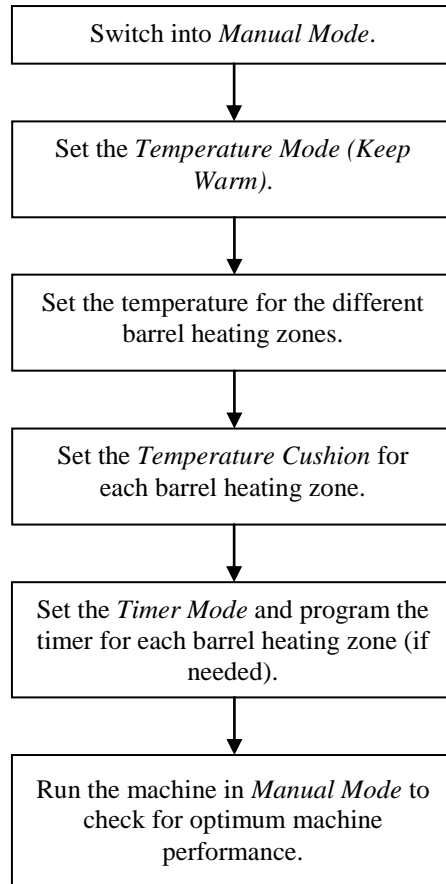 Switch into Manual Mode.
Set the Temperature Mode (Keep
Warm).
Set the temperature for the different
barrel heating zones.
Set the Temperature Cushion for
each barrel heating zone.
Set the Timer Mode and program the
timer for each barrel heating zone (if
needed).
Run the machine in Manual Mode to
check for optimum machine
performance.